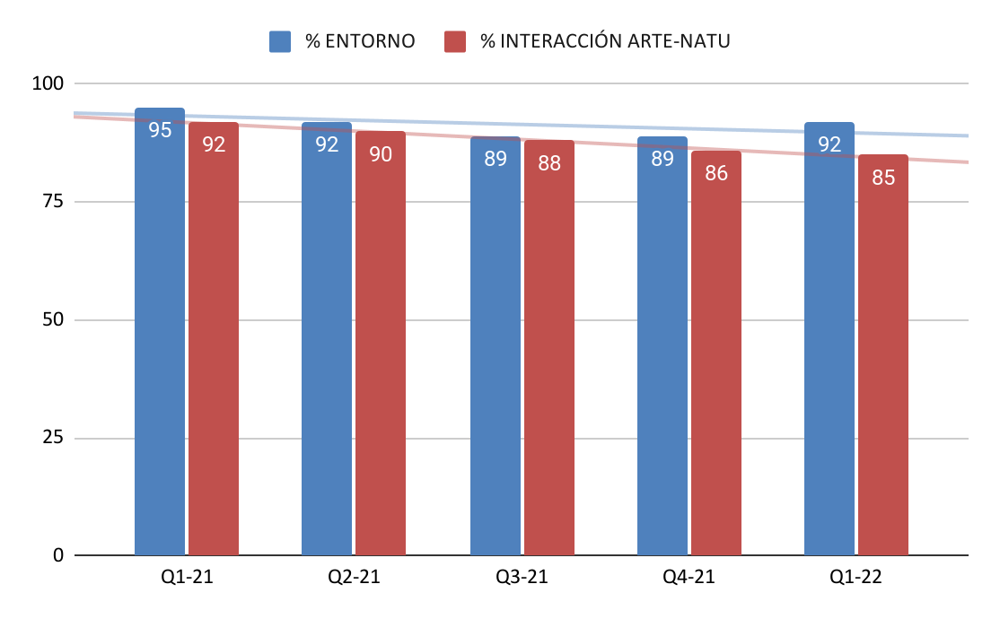 % ENTORNO % INTERACCIÓN ARTE-NATU
100
75
50
25
0
95 92 92 90 89 88 89 86 92 85
Q1-21 Q2-21 Q3-21 Q4-21 Q1-22